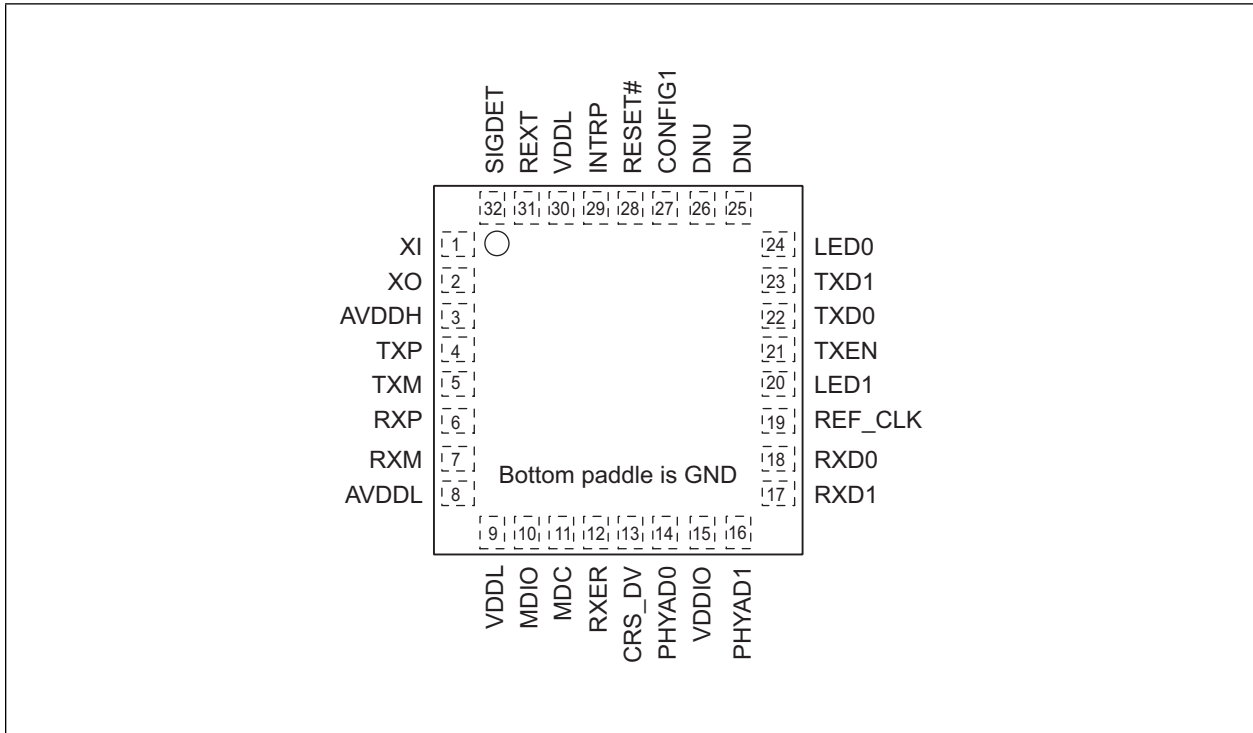 SIGDET
REXT
VDDL
INTRP
RESET#
CONFIG1
DNU
DNU
32 31 30 29 28 27 26 25
XI 1 24 LED0
XO 2 23 TXD1
AVDDH 3 22 TXD0
TXP 4 21 TXEN
TXM 5 20 LED1
RXP 6 19 REF_CLK
RXM 7 18 RXD0
Bottom paddle is GND
AVDDL 8 17 RXD1
9 10 11 12 13 14 15 16
VDDL
MDIO
MDC
RXER
CRS_DV
PHYAD0
VDDIO
PHYAD1